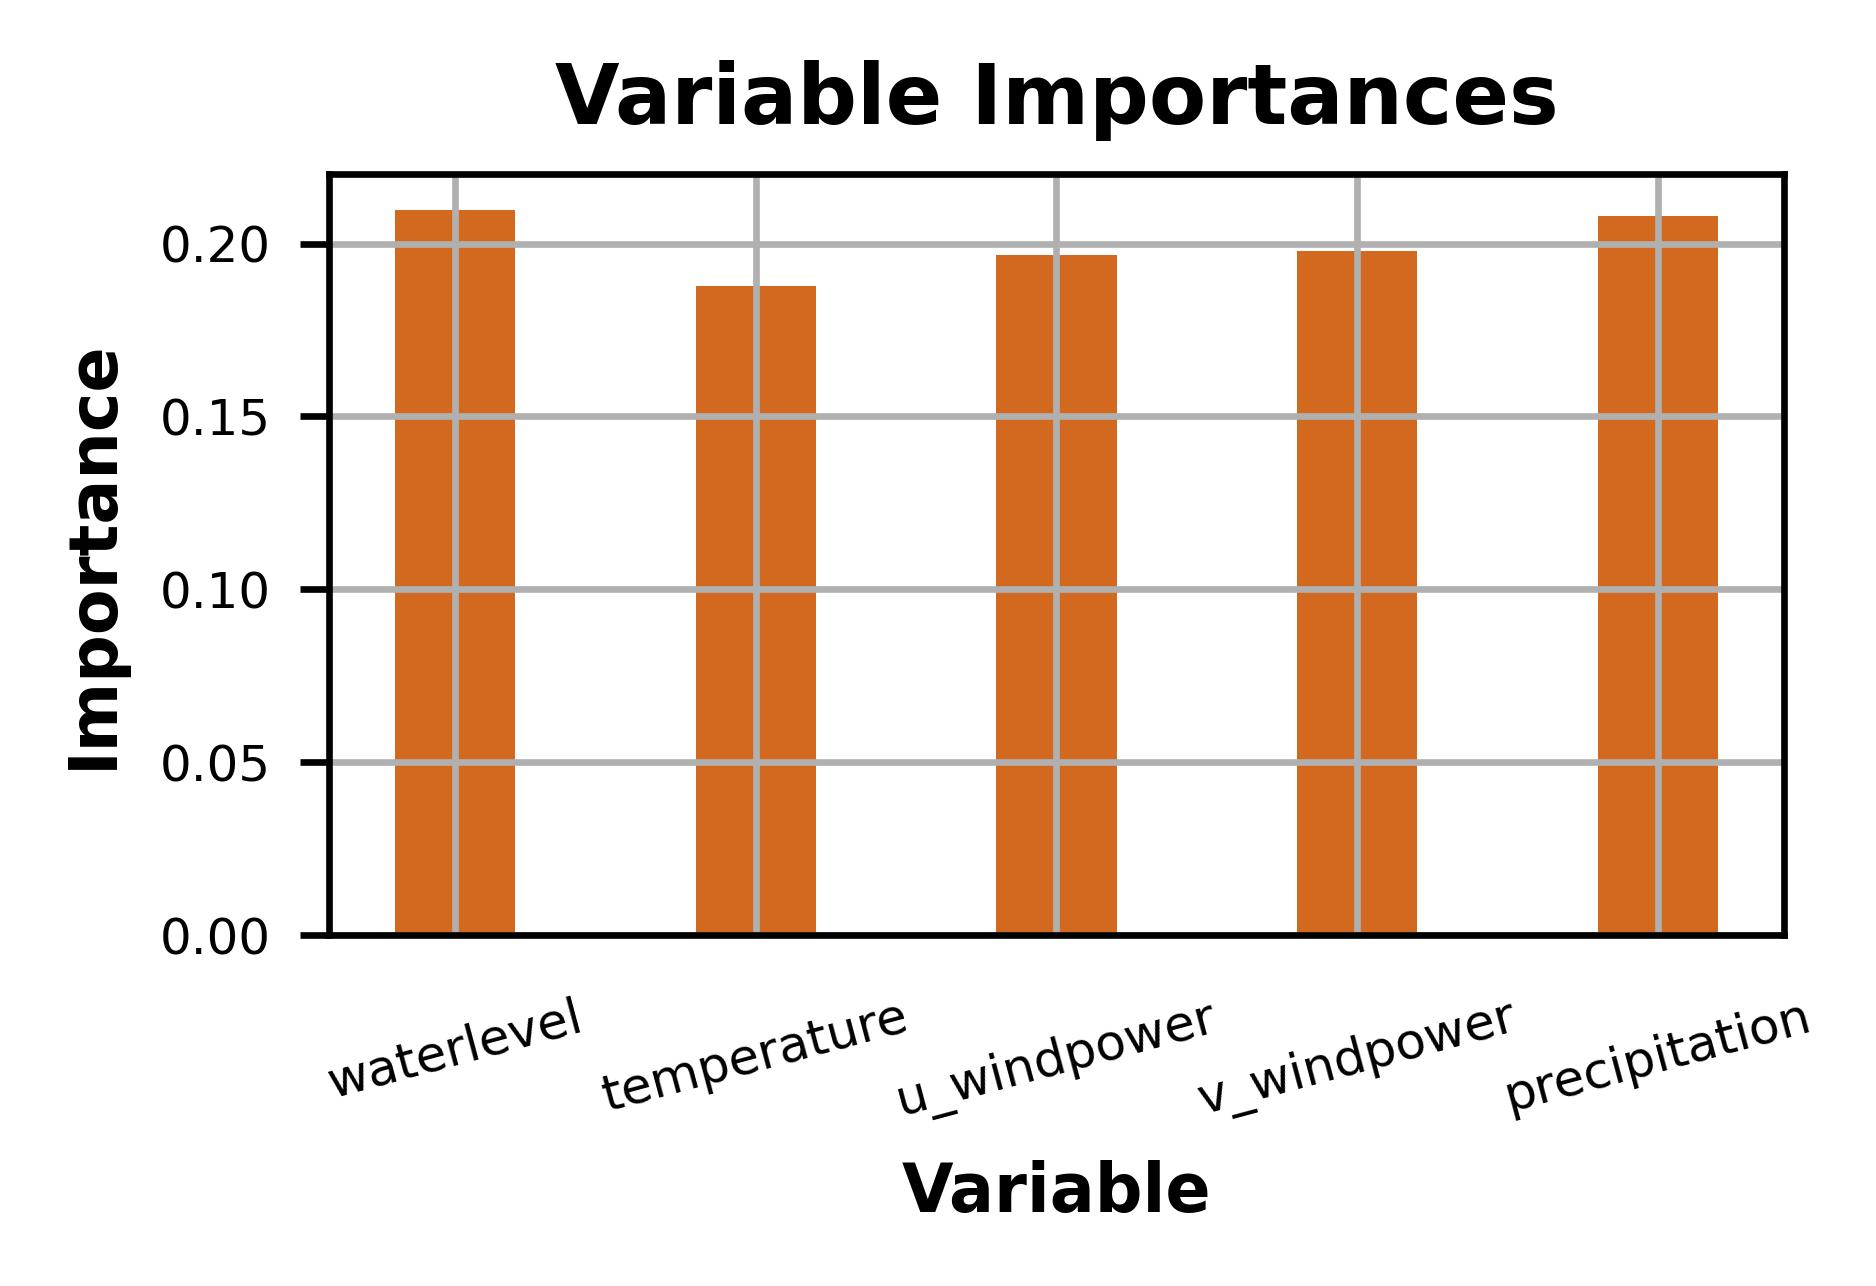 Variable Importances
Importance
0.20
0.15
0.10
0.05
0.00
waterlevel
temperature
u_windpower
v_windpower
precipitation
Variable